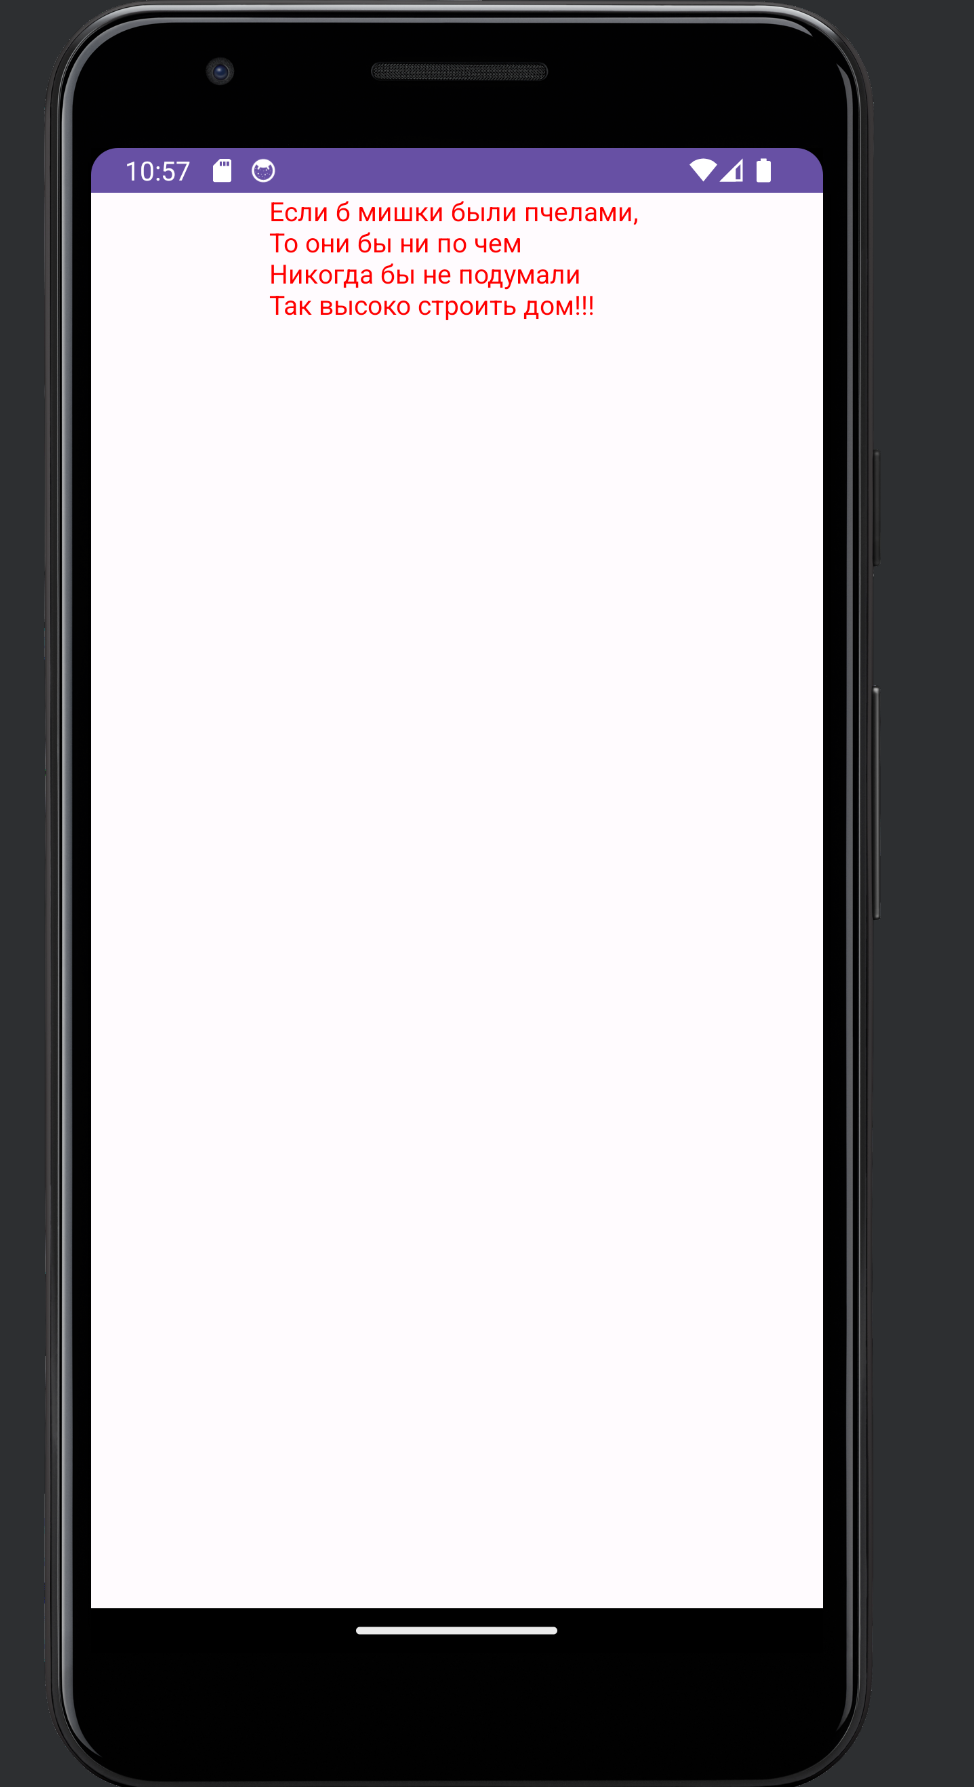 10:57
Если б мишки были пчелами,
То они бы ни по чем
Никогда бы не подумали
Так высоко строить дом!!!